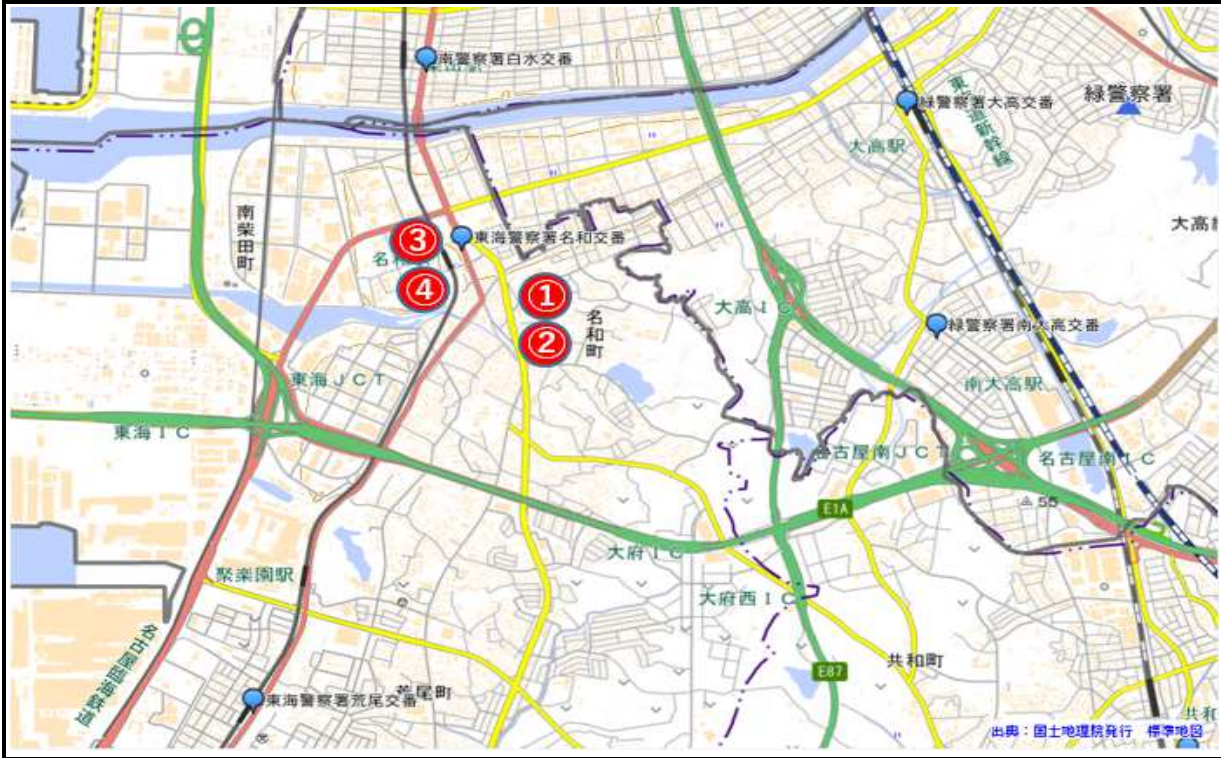 南警察署白水交番
緑警察署大高交番
緑警察署
東海道新幹線
大高駅
南柴田町
東海警察署名和交番
③
④
①
②
名和町
大高ＩＣ
緑警察署南大高交番
南大高駅
東海ＪＣＴ
東海ＩＣ
名古屋南ＪＣＴ
名古屋南ＩＣ
55
E1A
大府ＩＣ
聚楽園駅
大府西ＩＣ
名古屋臨海鉄道
共和町
E87
東海警察署荒尾交番
荒尾町
出典：国土地理院発行　標準地図